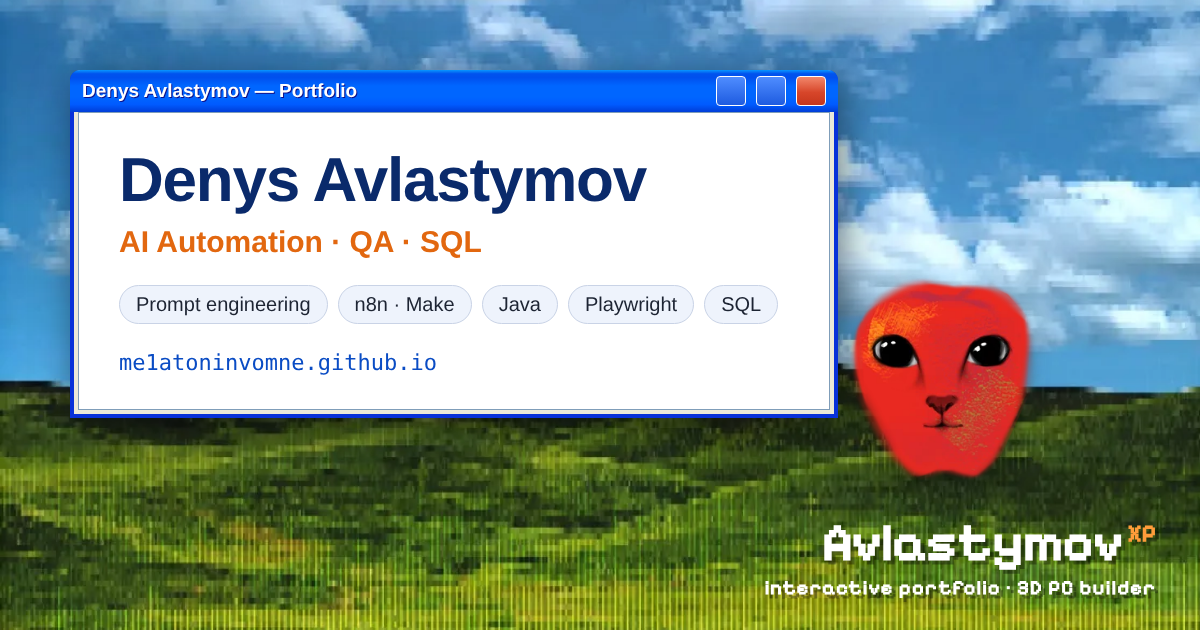 Denys Avlastymov — Portfolio
Denys Avlastymov
AI Automation · QA · SQL
Prompt engineering n8n · Make Java Playwright SQL
me1atoninvomne.github.io
Avlastymov XP
interactive portfolio · 3D PC builder